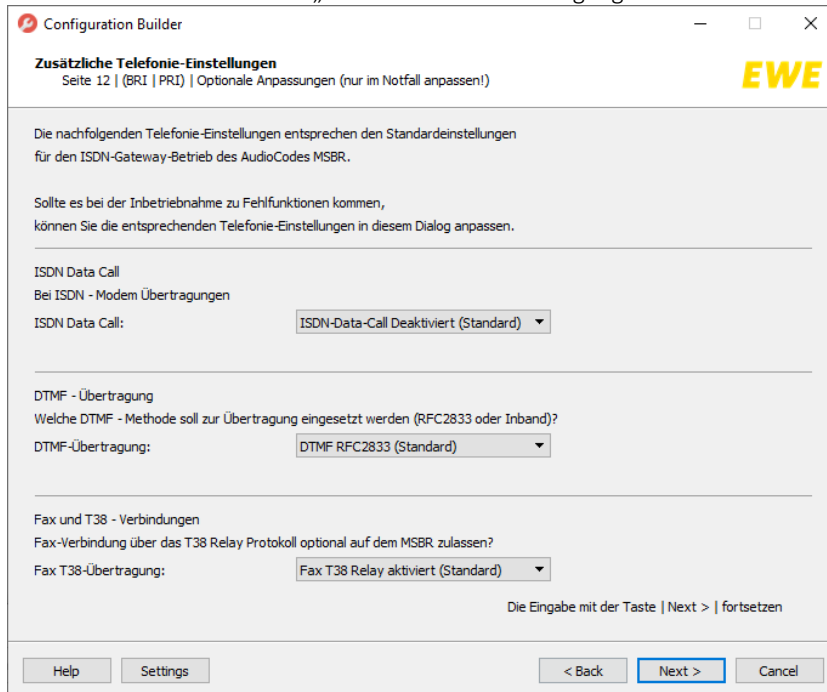 Configuration Builder
Zusätzliche Telefonie-Einstellungen
Seite 12 | (BRI | PRI) | Optionale Anpassungen (nur im Notfall anpassen!)
EWE
Die nachfolgenden Telefonie-Einstellungen entsprechen den Standardeinstellungen
für den ISDN-Gateway-Betrieb des AudioCodes MSBR.
Sollte es bei der Inbetriebnahme zu Fehlfunktionen kommen,
können Sie die entsprechenden Telefonie-Einstellungen in diesem Dialog anpassen.
ISDN Data Call
Bei ISDN - Modem Übertragungen
ISDN Data Call: ISDN-Data-Call Deaktiviert (Standard)
DTMF - Übertragung
Welche DTMF - Methode soll zur Übertragung eingesetzt werden (RFC2833 oder Inband)?
DTMF-Übertragung: DTMF RFC2833 (Standard)
Fax und T38 - Verbindungen
Fax-Verbindung über das T38 Relay Protokoll optional auf dem MSBR zulassen?
Fax T38-Übertragung: Fax T38 Relay aktiviert (Standard)
Die Eingabe mit der Taste | Next > | fortsetzen
Help Settings < Back Next > Cancel